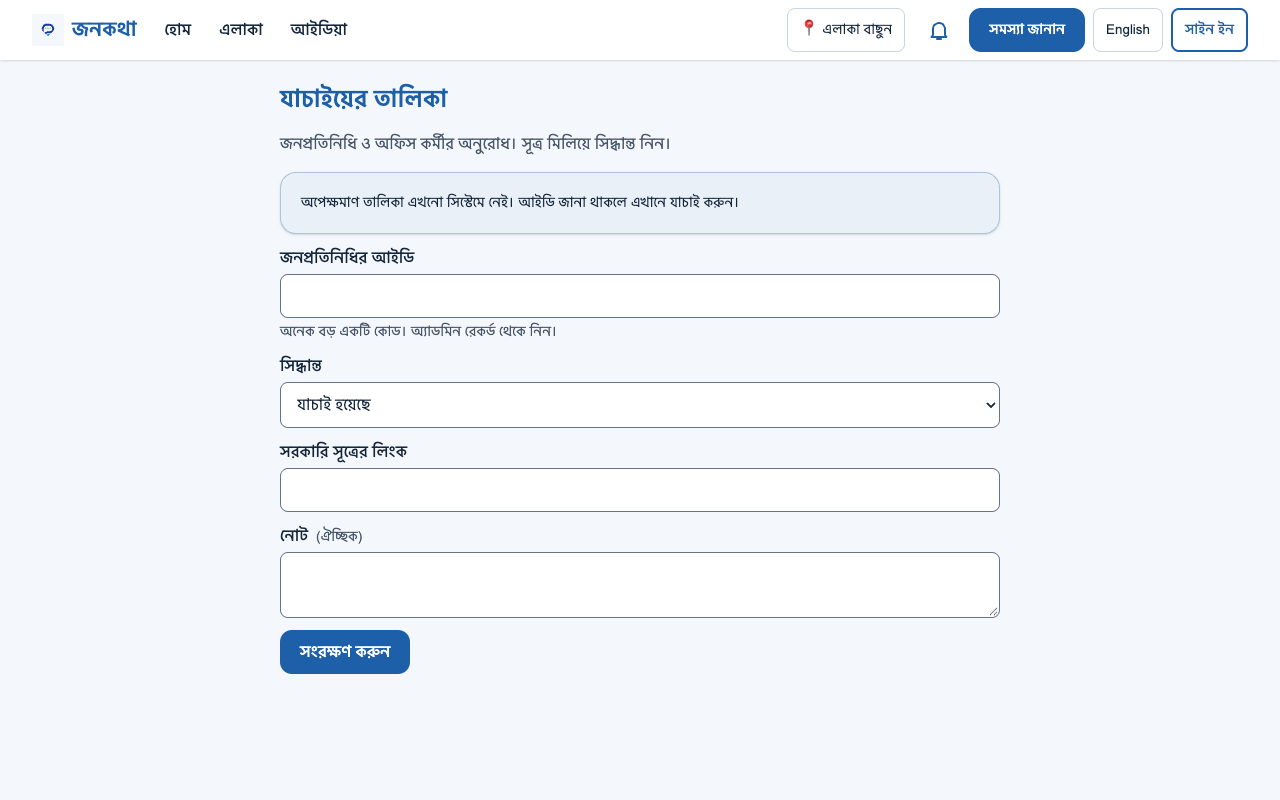 জনকথা
হোম
এলাকা
আইডিয়া
📍 এলাকা বাছুন
সমস্যা জানান
English
সাইন ইন
যাচাইয়ের তালিকা
জনপ্রতিনিধি ও অফিস কর্মীর অনুরোধ। সূত্র মিলিয়ে সিদ্ধান্ত নিন।
অপেক্ষমাণ তালিকা এখনো সিস্টেমে নেই। আইডি জানা থাকলে এখানে যাচাই করুন।
জনপ্রতিনিধির আইডি
অনেক বড় একটি কোড। অ্যাডমিন রেকর্ড থেকে নিন।
সিদ্ধান্ত
যাচাই হয়েছে
সরকারি সূত্রের লিংক
নোট (ঐচ্ছিক)
সংরক্ষণ করুন